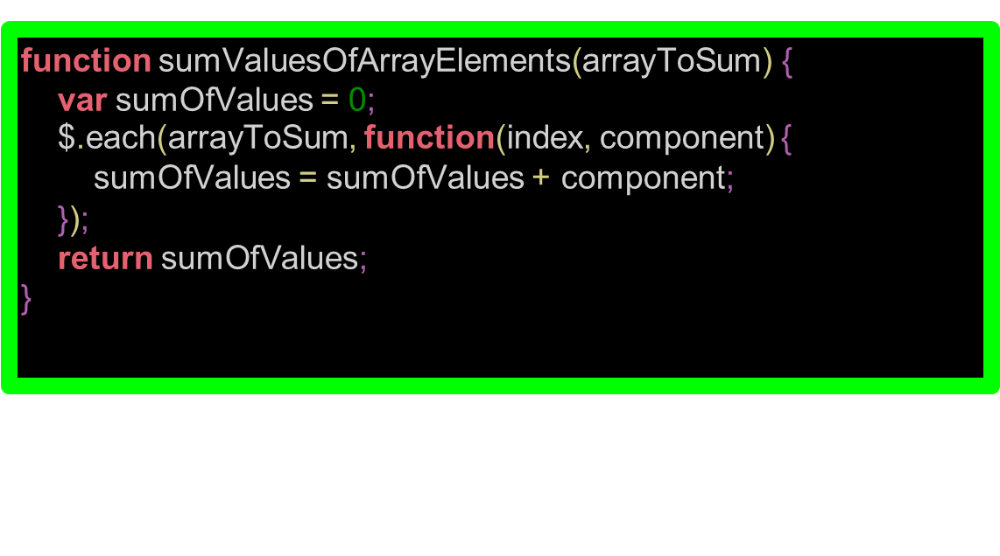 function sumValuesOfArrayElements(arrayToSum) {
    var sumOfValues = 0;
    $.each(arrayToSum, function(index, component) {
        sumOfValues = sumOfValues + component;
    });
    return sumOfValues;
}